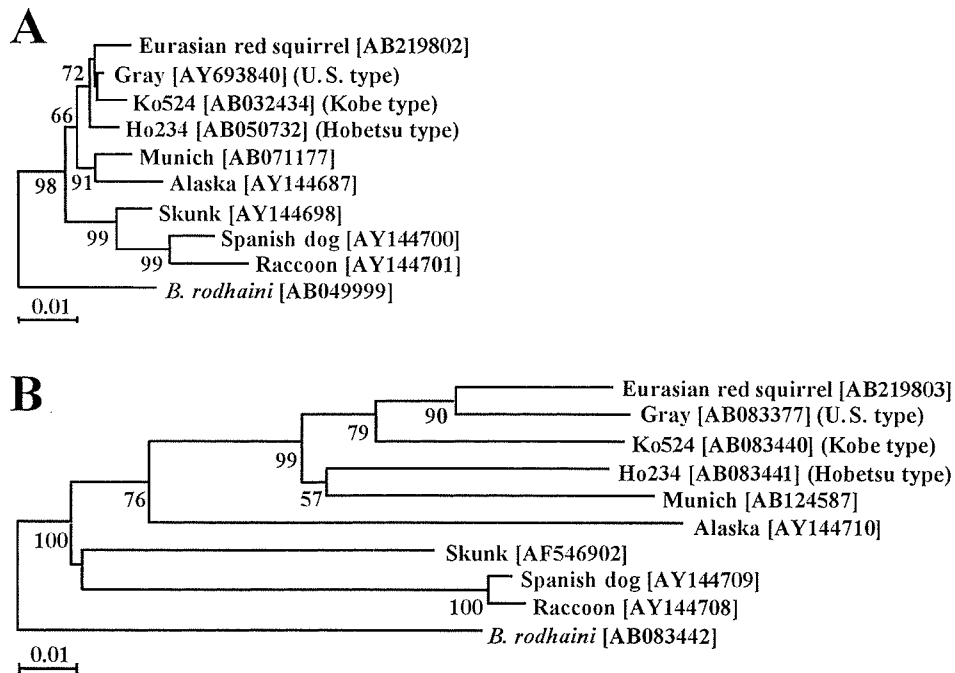 A
Eurasian red squirrel [AB219802]
72
Gray [AY693840] (U.S. type)
Ko524 [AB032434] (Kobe type)
66
Ho234 [AB050732] (Hobetsu type)
Munich [AB071177]
98
91
Alaska [AY144687]
Skunk [AY144698]
99
Spanish dog [AY144700]
99
Raccoon [AY144701]
B. rodhaini [AB049999]
0.01
B
Eurasian red squirrel [AB219803]
90
Gray [AB083377] (U.S. type)
79
Ko524 [AB083440] (Kobe type)
99
Ho234 [AB083441] (Hobetsu type)
76
57
Munich [AB124587]
Alaska [AY144710]
100
Skunk [AF546902]
Spanish dog [AY144709]
100
Raccoon [AY144708]
B. rodhaini [AB083442]
0.01